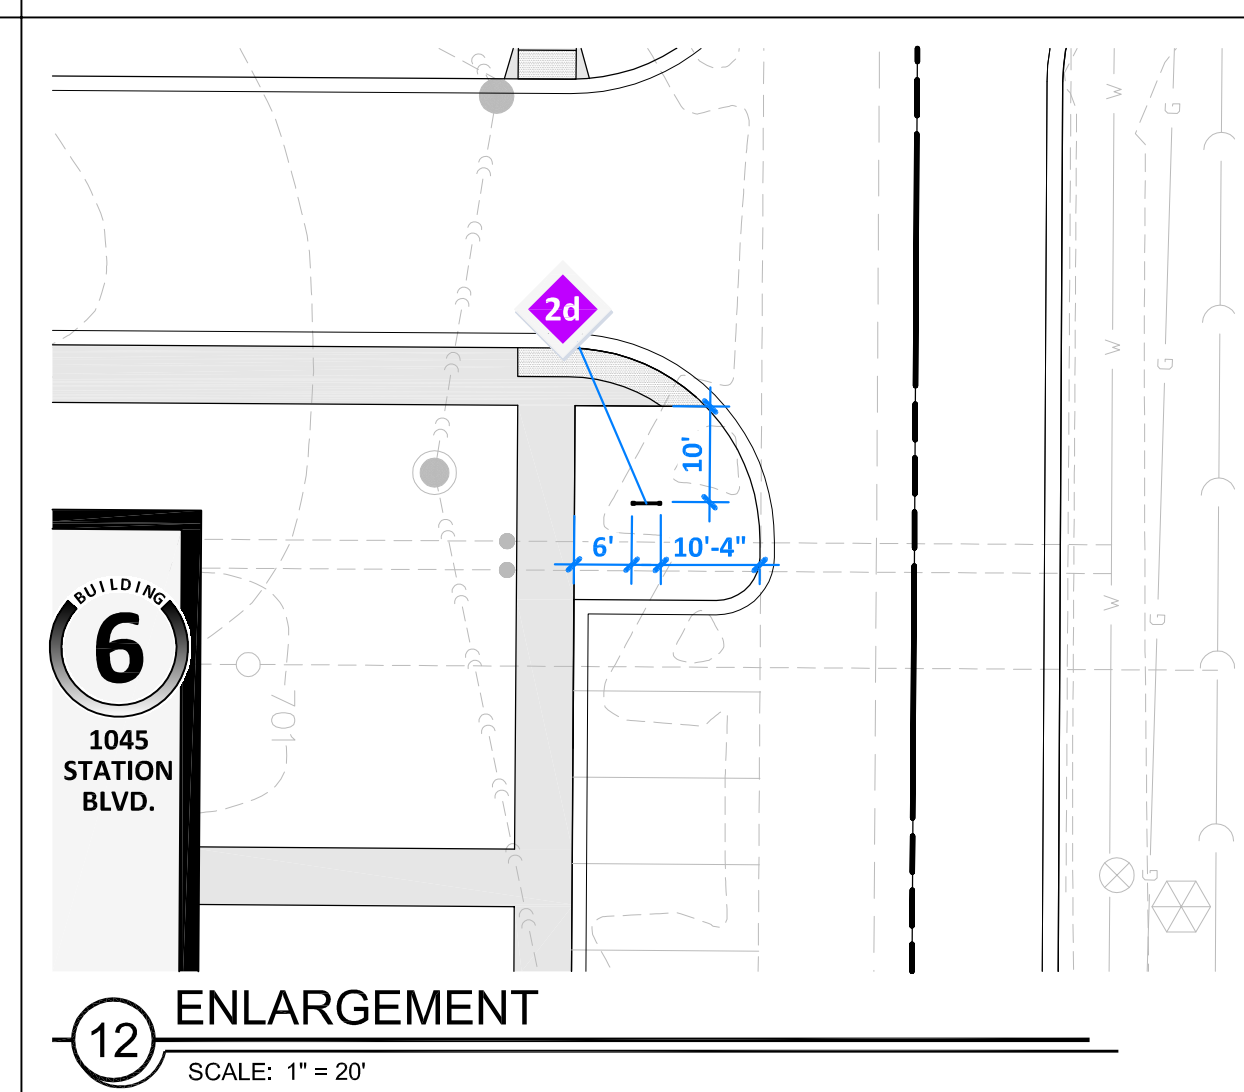 W
G
2d
W
G
10'
6'
10'-4"
BUILDING
6
W
G
701
1045
STATION
BLVD.
G
12
ENLARGEMENT
SCALE: 1" = 20'